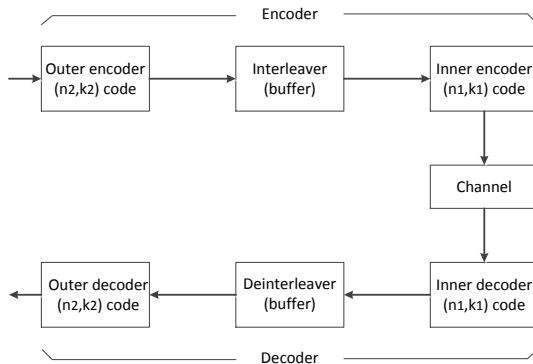 Encoder
Outer encoder
(n2,k2) code
Interleaver
(buffer)
Inner encoder
(n1,k1) code
Channel
Outer decoder
(n2,k2) code
Deinterleaver
(buffer)
Inner decoder
(n1,k1) code
Decoder